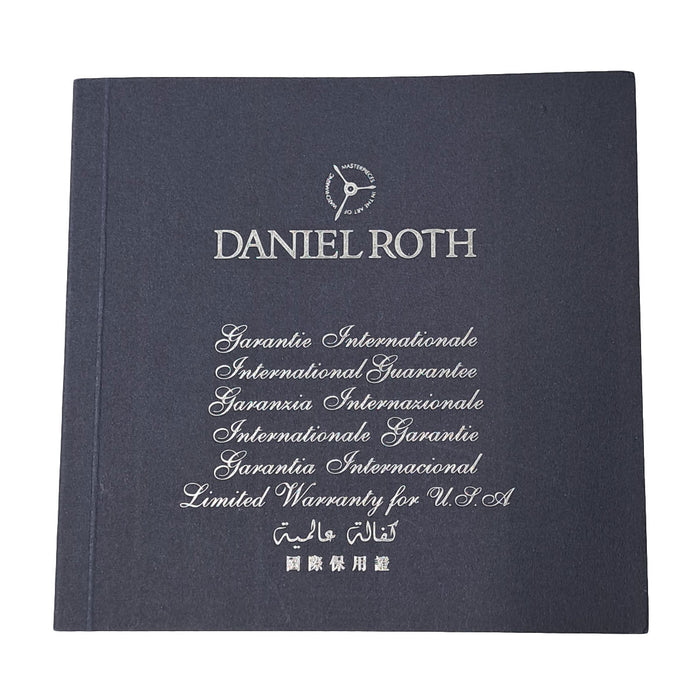 MASTERPIECES IN THE ART OF WATCHMAKING
DANIEL ROTH
Garantie Internationale
International Guarantee
Garanzia Internazionale
Internationale Garantie
Garantia Internacional
Limited Warranty for U.S.A
كفالة عالمية
國際保用證